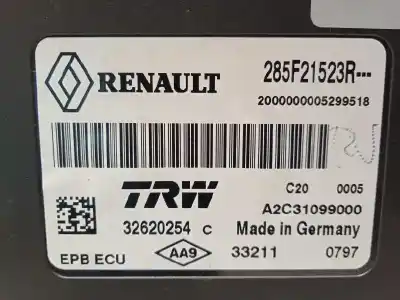 RENAULT
285F21523R---
2000000005299518
TRW
C20 0005
A2C31099000
32620254 C
Made in Germany
EPB ECU
AA9
33211
0797